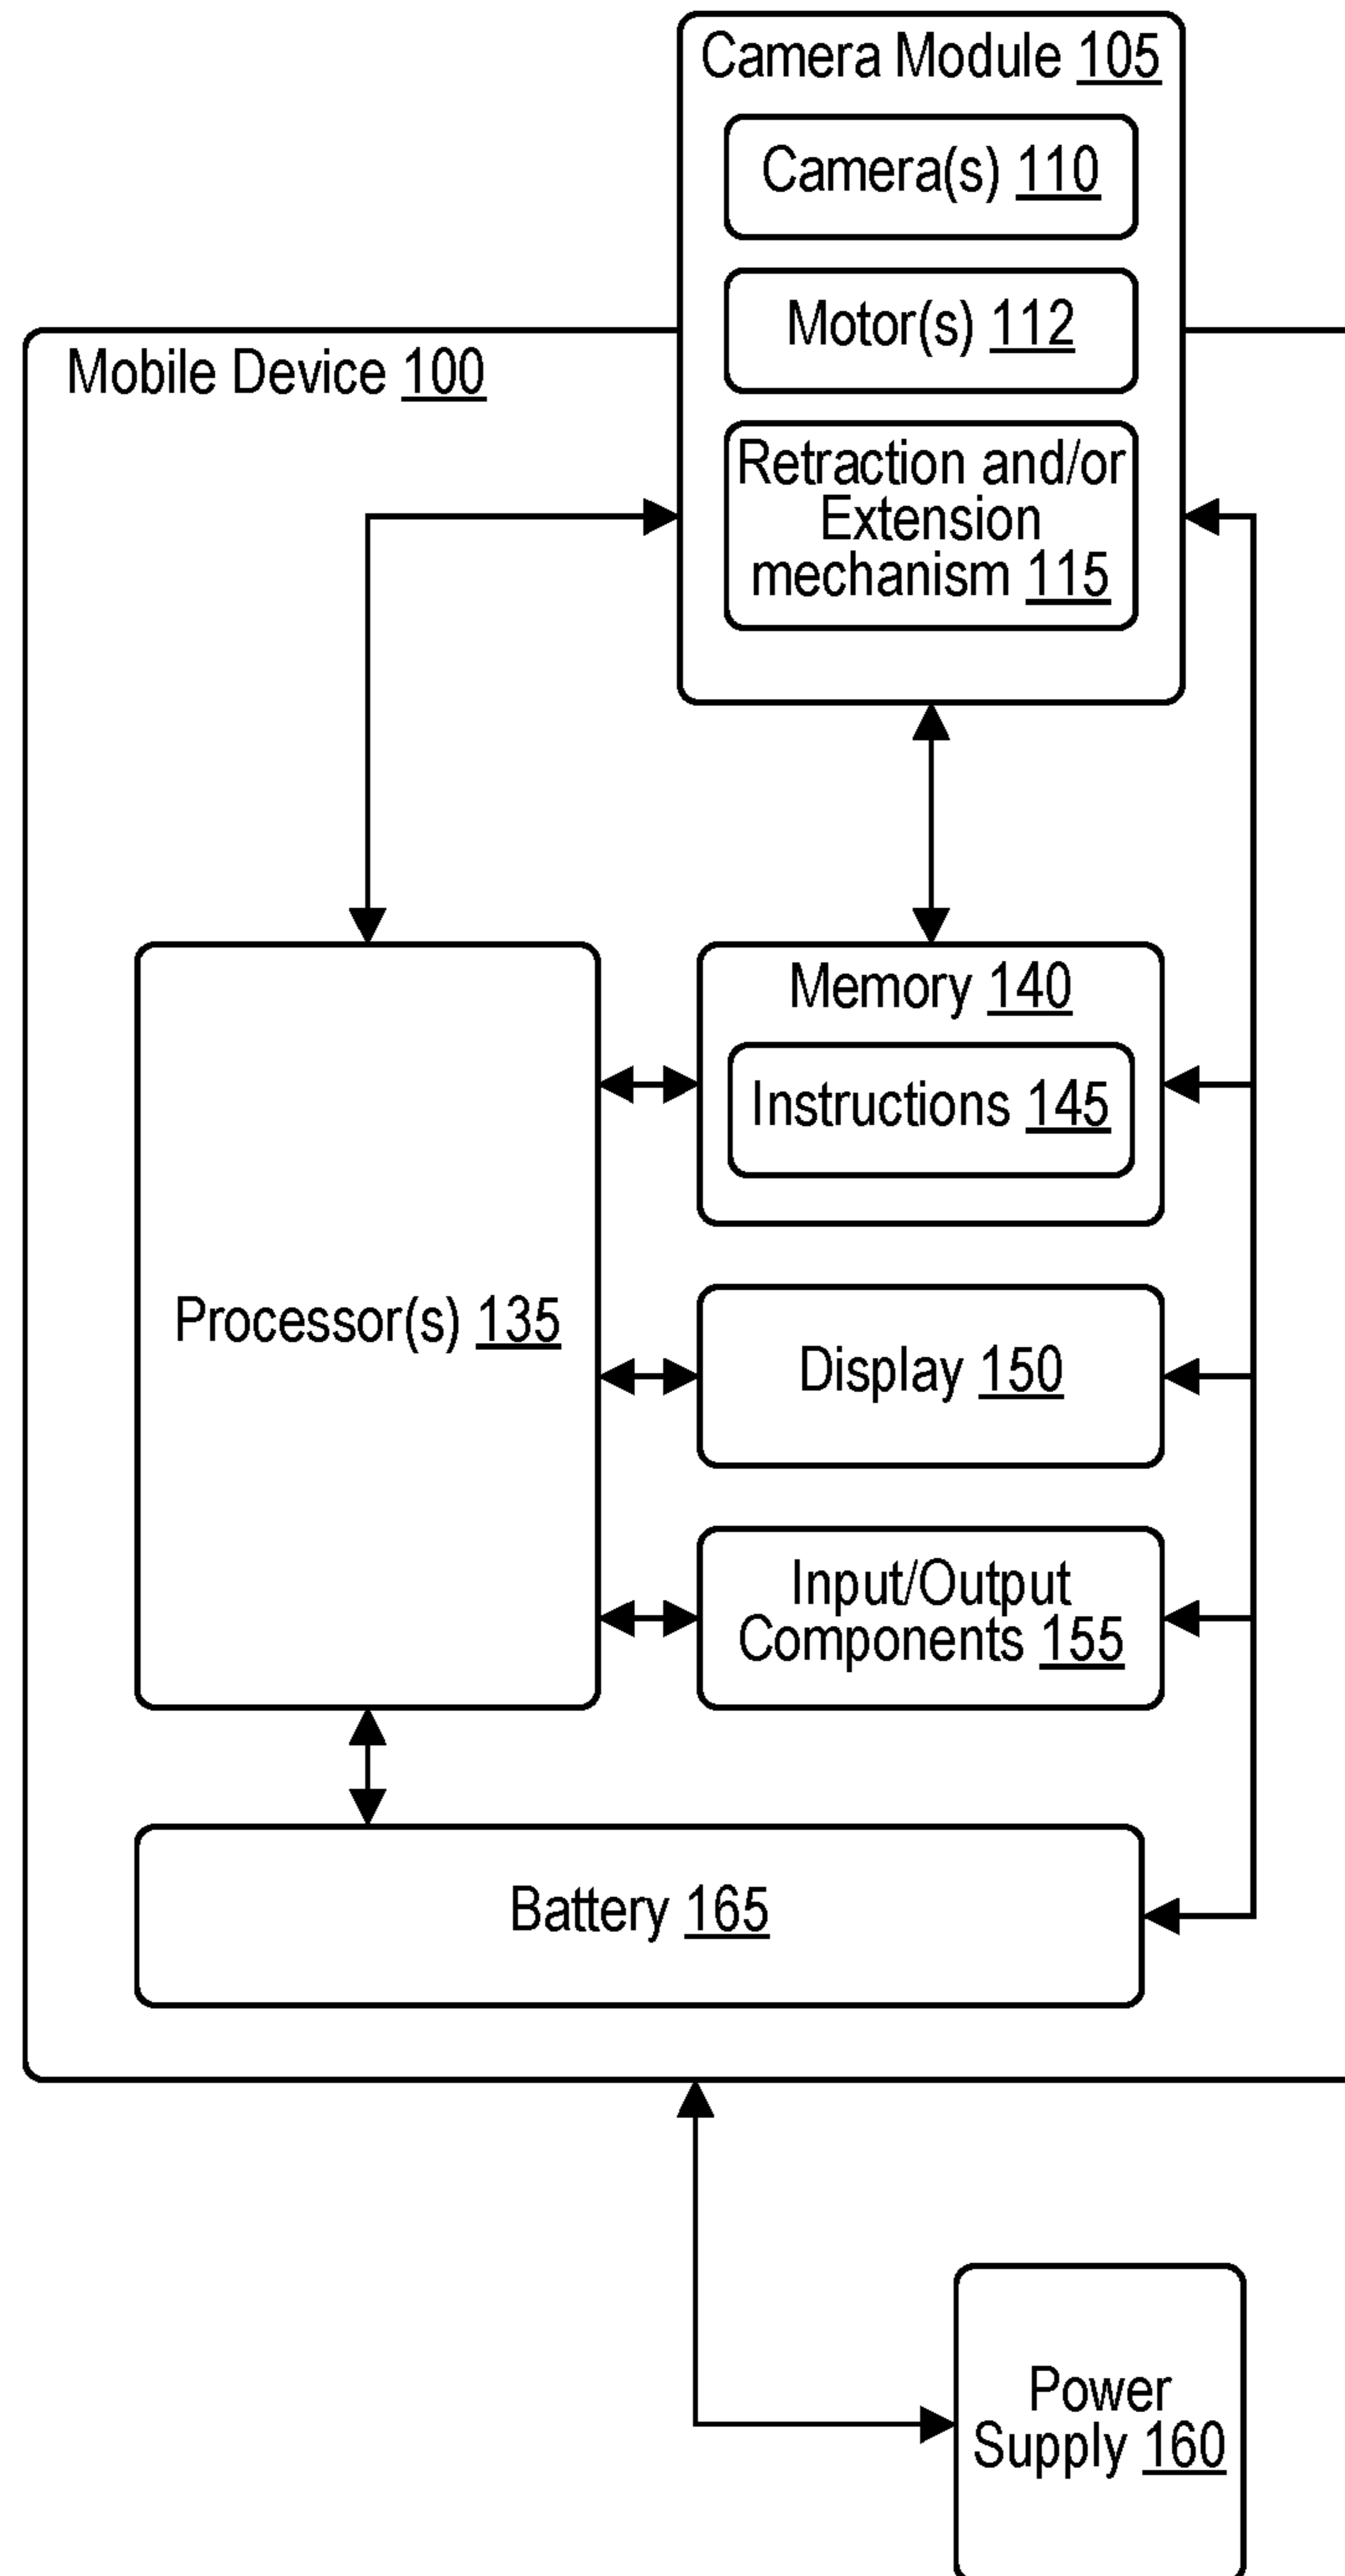 Camera Module 105
Camera(s) 110
Motor(s) 112
Mobile Device 100
Retraction and/or
Extension
mechanism 115
Memory 140
Instructions 145
Processor(s) 135
Display 150
Input/Output
Components 155
Battery 165
Power
Supply 160